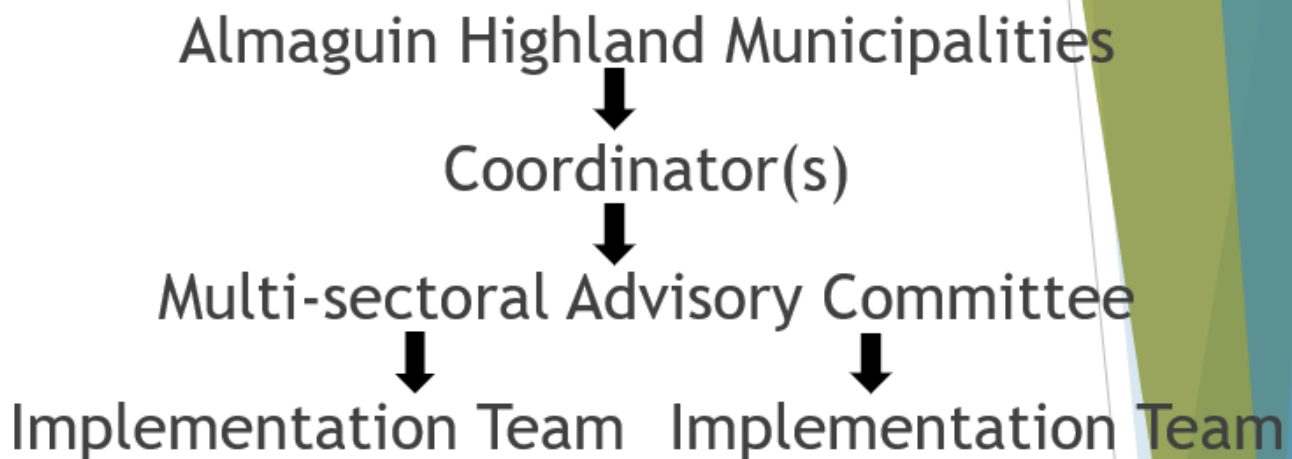 Almaguin Highland Municipalities
Coordinator(s)
Multi-sectoral Advisory Committee
Implementation Team Implementation Team